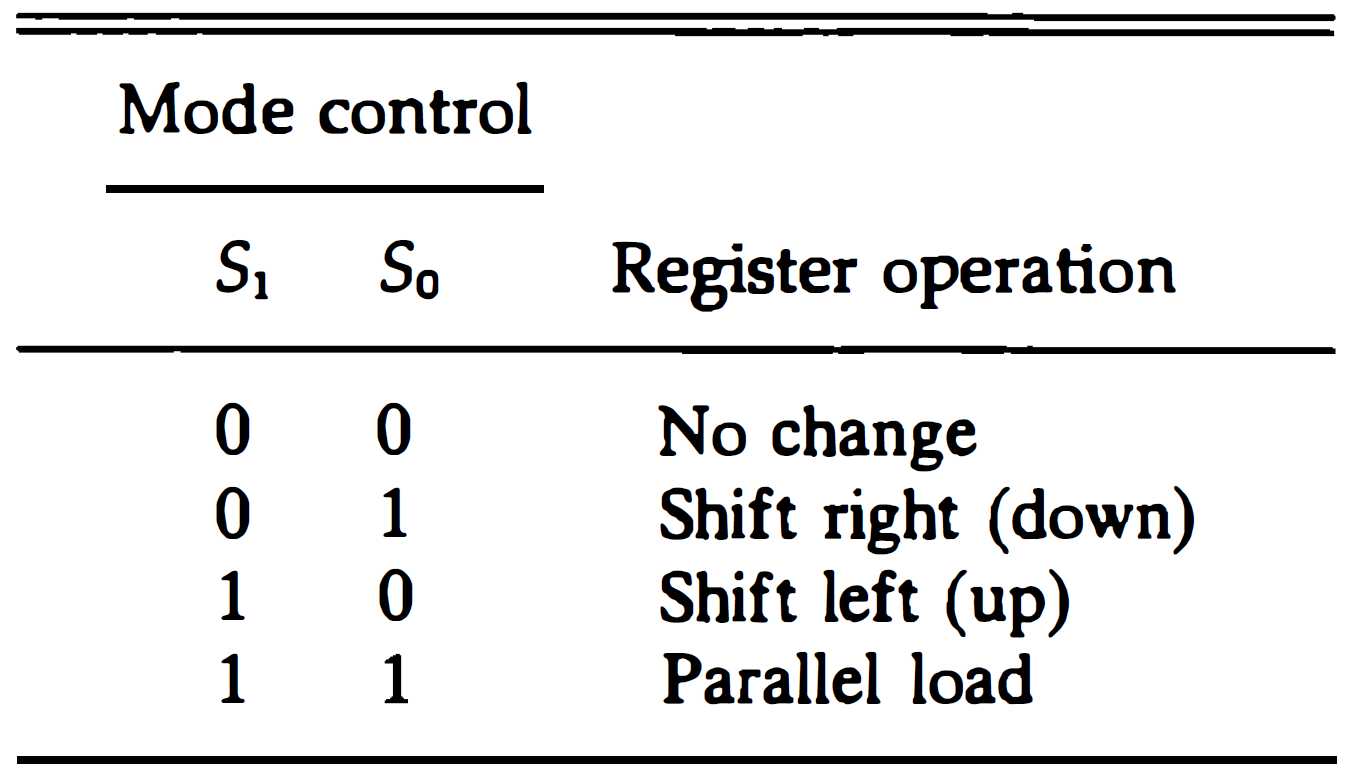 Mode control
S₁ S₀ Register operation
0 0 No change
0 1 Shift right (down)
1 0 Shift left (up)
1 1 Parallel load